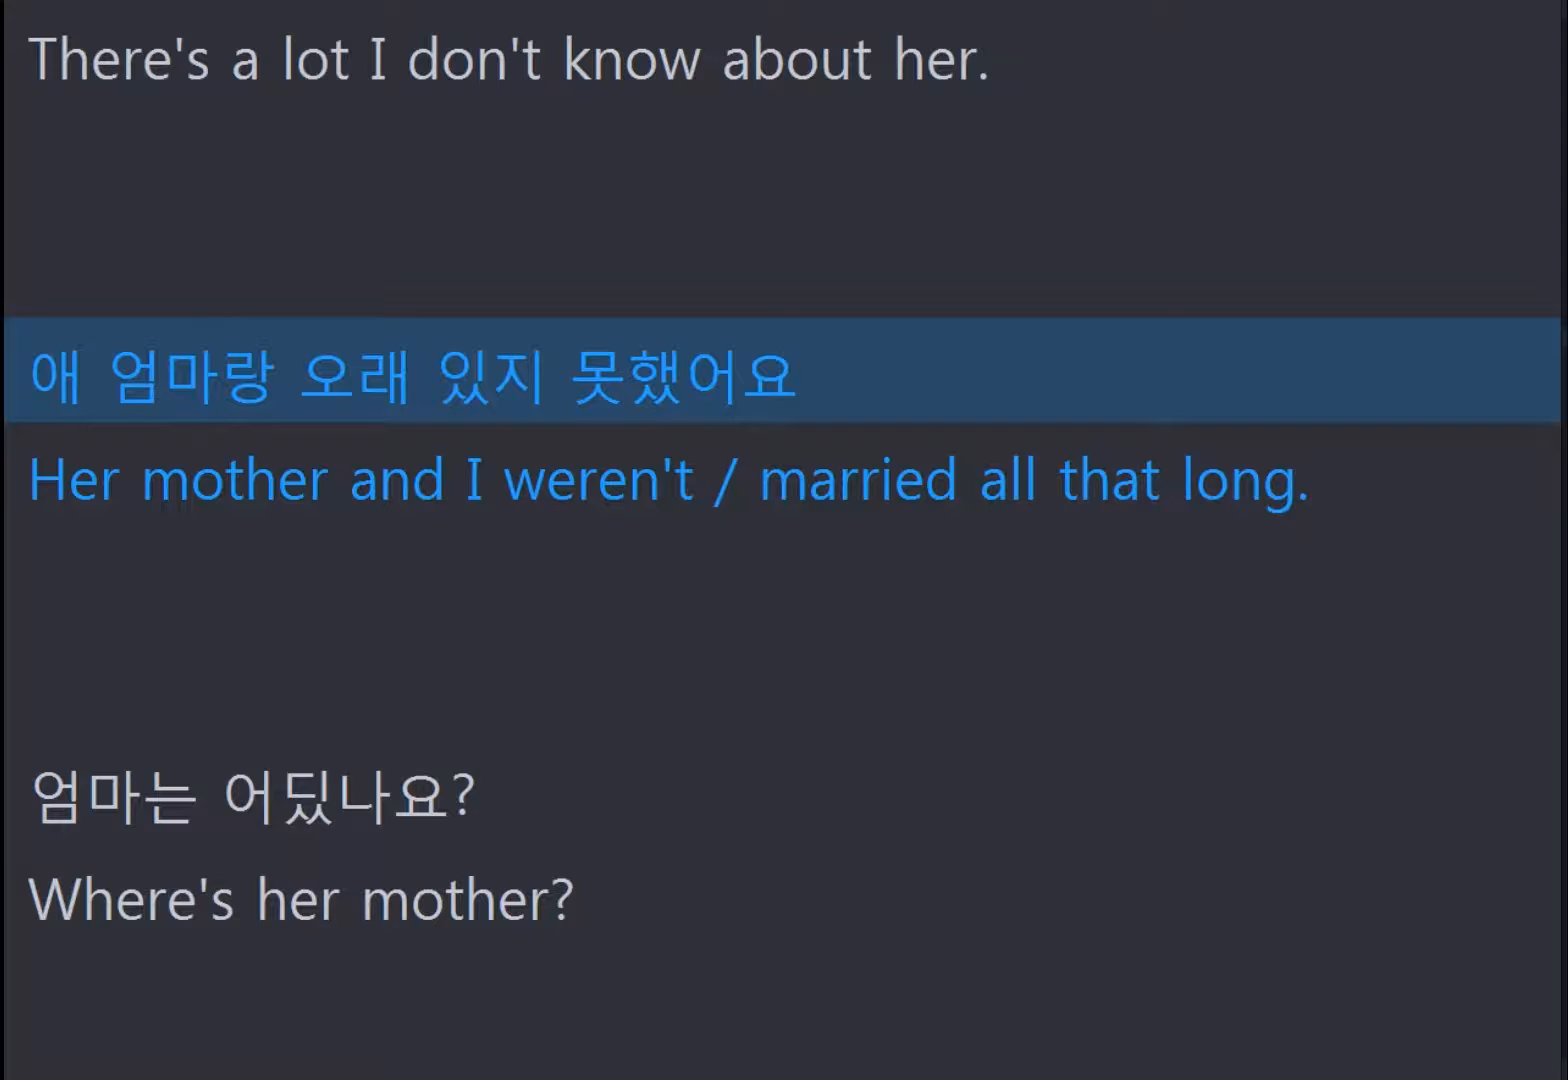 There's a lot I don't know about her.
애 엄마랑 오래 있지 못했어요
Her mother and I weren't / married all that long.
엄마는 어딨나요?
Where's her mother?